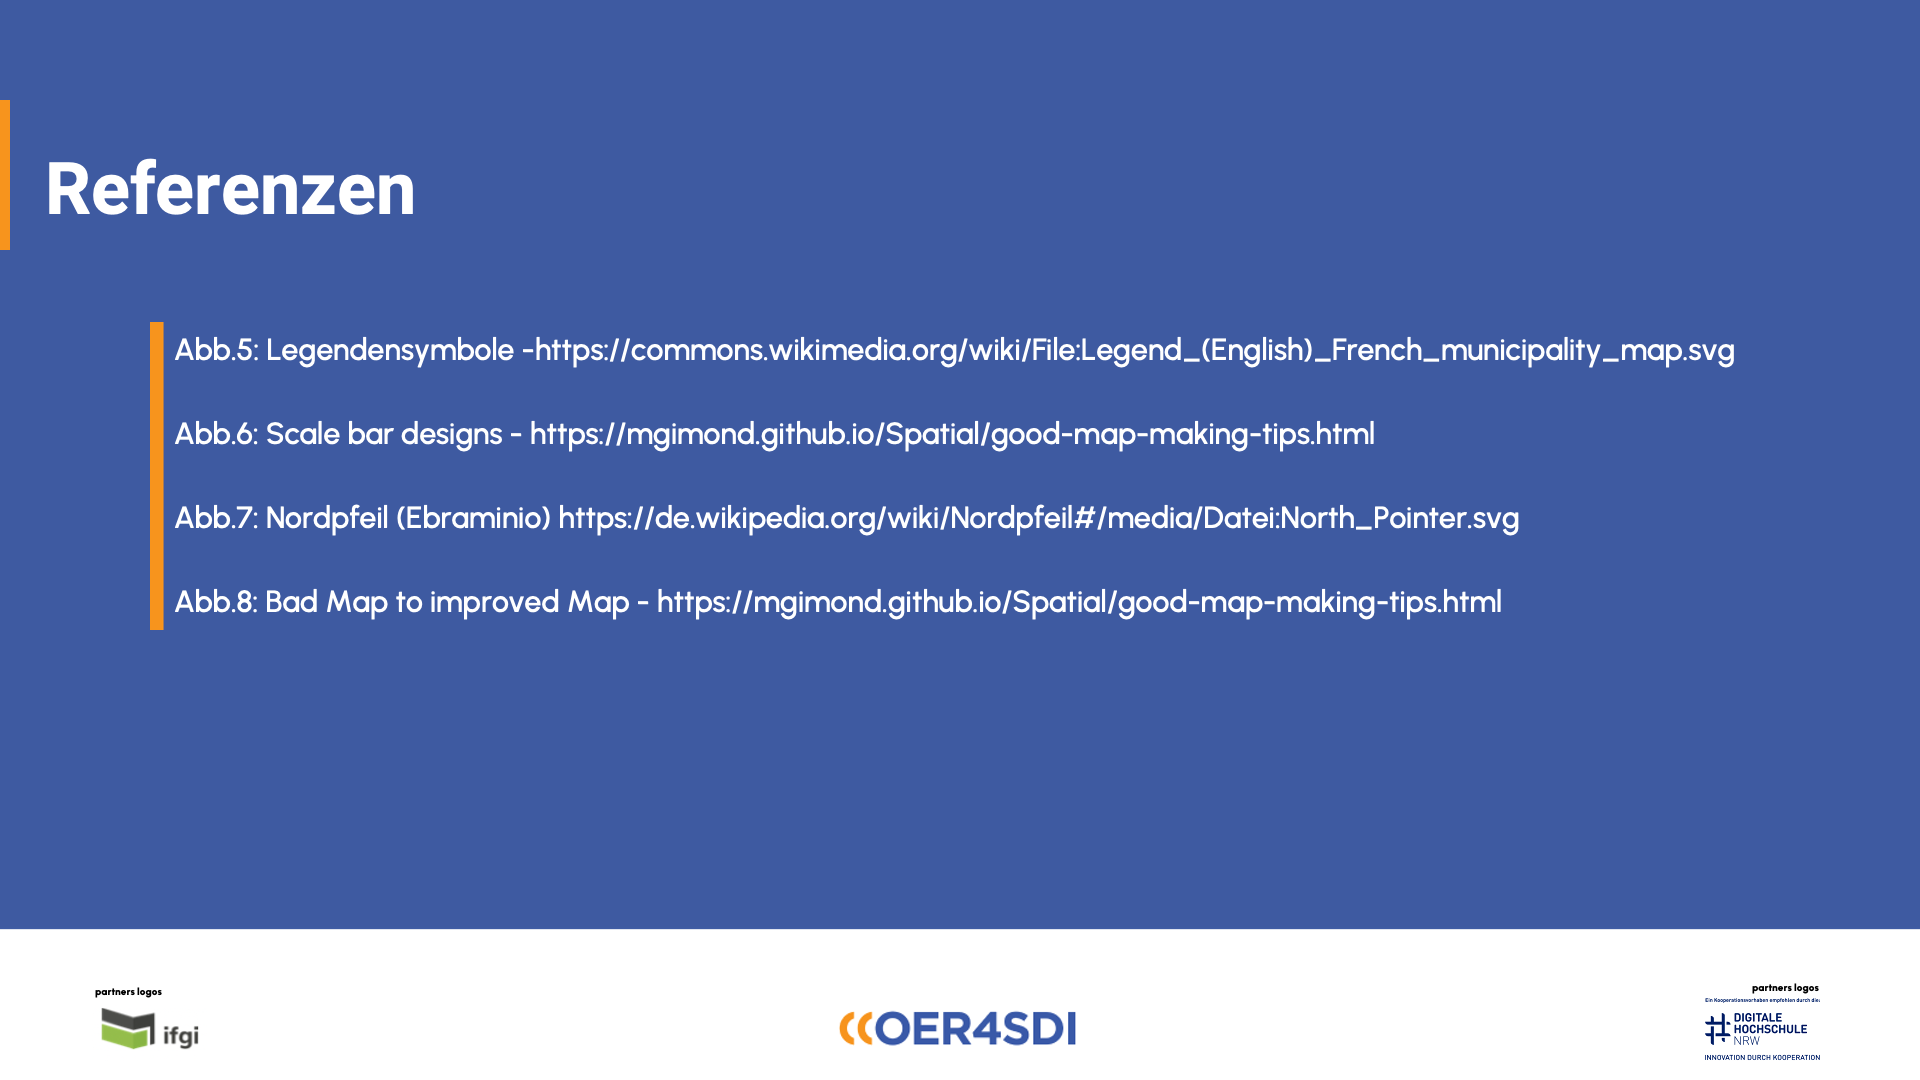 Referenzen
Abb.5: Legendensymbole -https://commons.wikimedia.org/wiki/File:Legend_(English)_French_municipality_map.svg
Abb.6: Scale bar designs - https://mgimond.github.io/Spatial/good-map-making-tips.html
Abb.7: Nordpfeil (Ebraminio) https://de.wikipedia.org/wiki/Nordpfeil#/media/Datei:North_Pointer.svg
Abb.8: Bad Map to improved Map - https://mgimond.github.io/Spatial/good-map-making-tips.html
partners logos
ifgi
OER4SDI
partners logos
Ein Kooperationsvorhaben empfohlen durch die:
DIGITALE
HOCHSCHULE
NRW
INNOVATION DURCH KOOPERATION